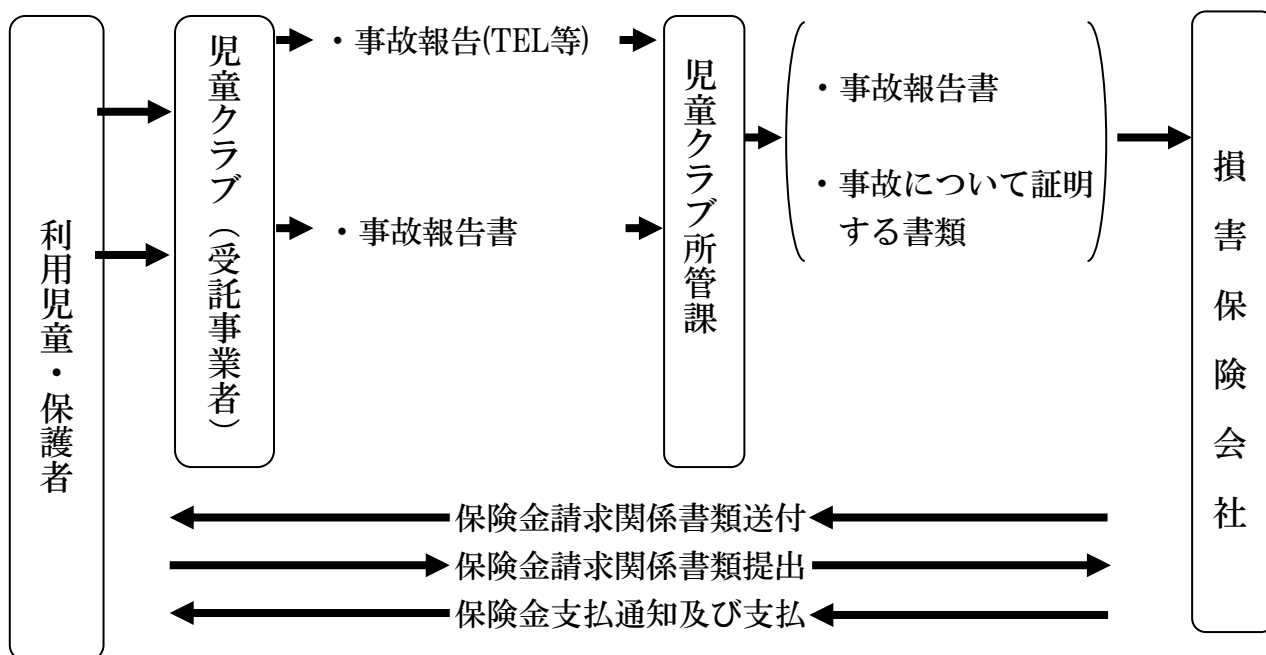 利用児童・保護者
児童クラブ（受託事業者）
・事故報告(TEL等)
・事故報告書
児童クラブ所管課
・事故報告書
・事故について証明
する書類
損害保険会社
保険金請求関係書類送付
保険金請求関係書類提出
保険金支払通知及び支払